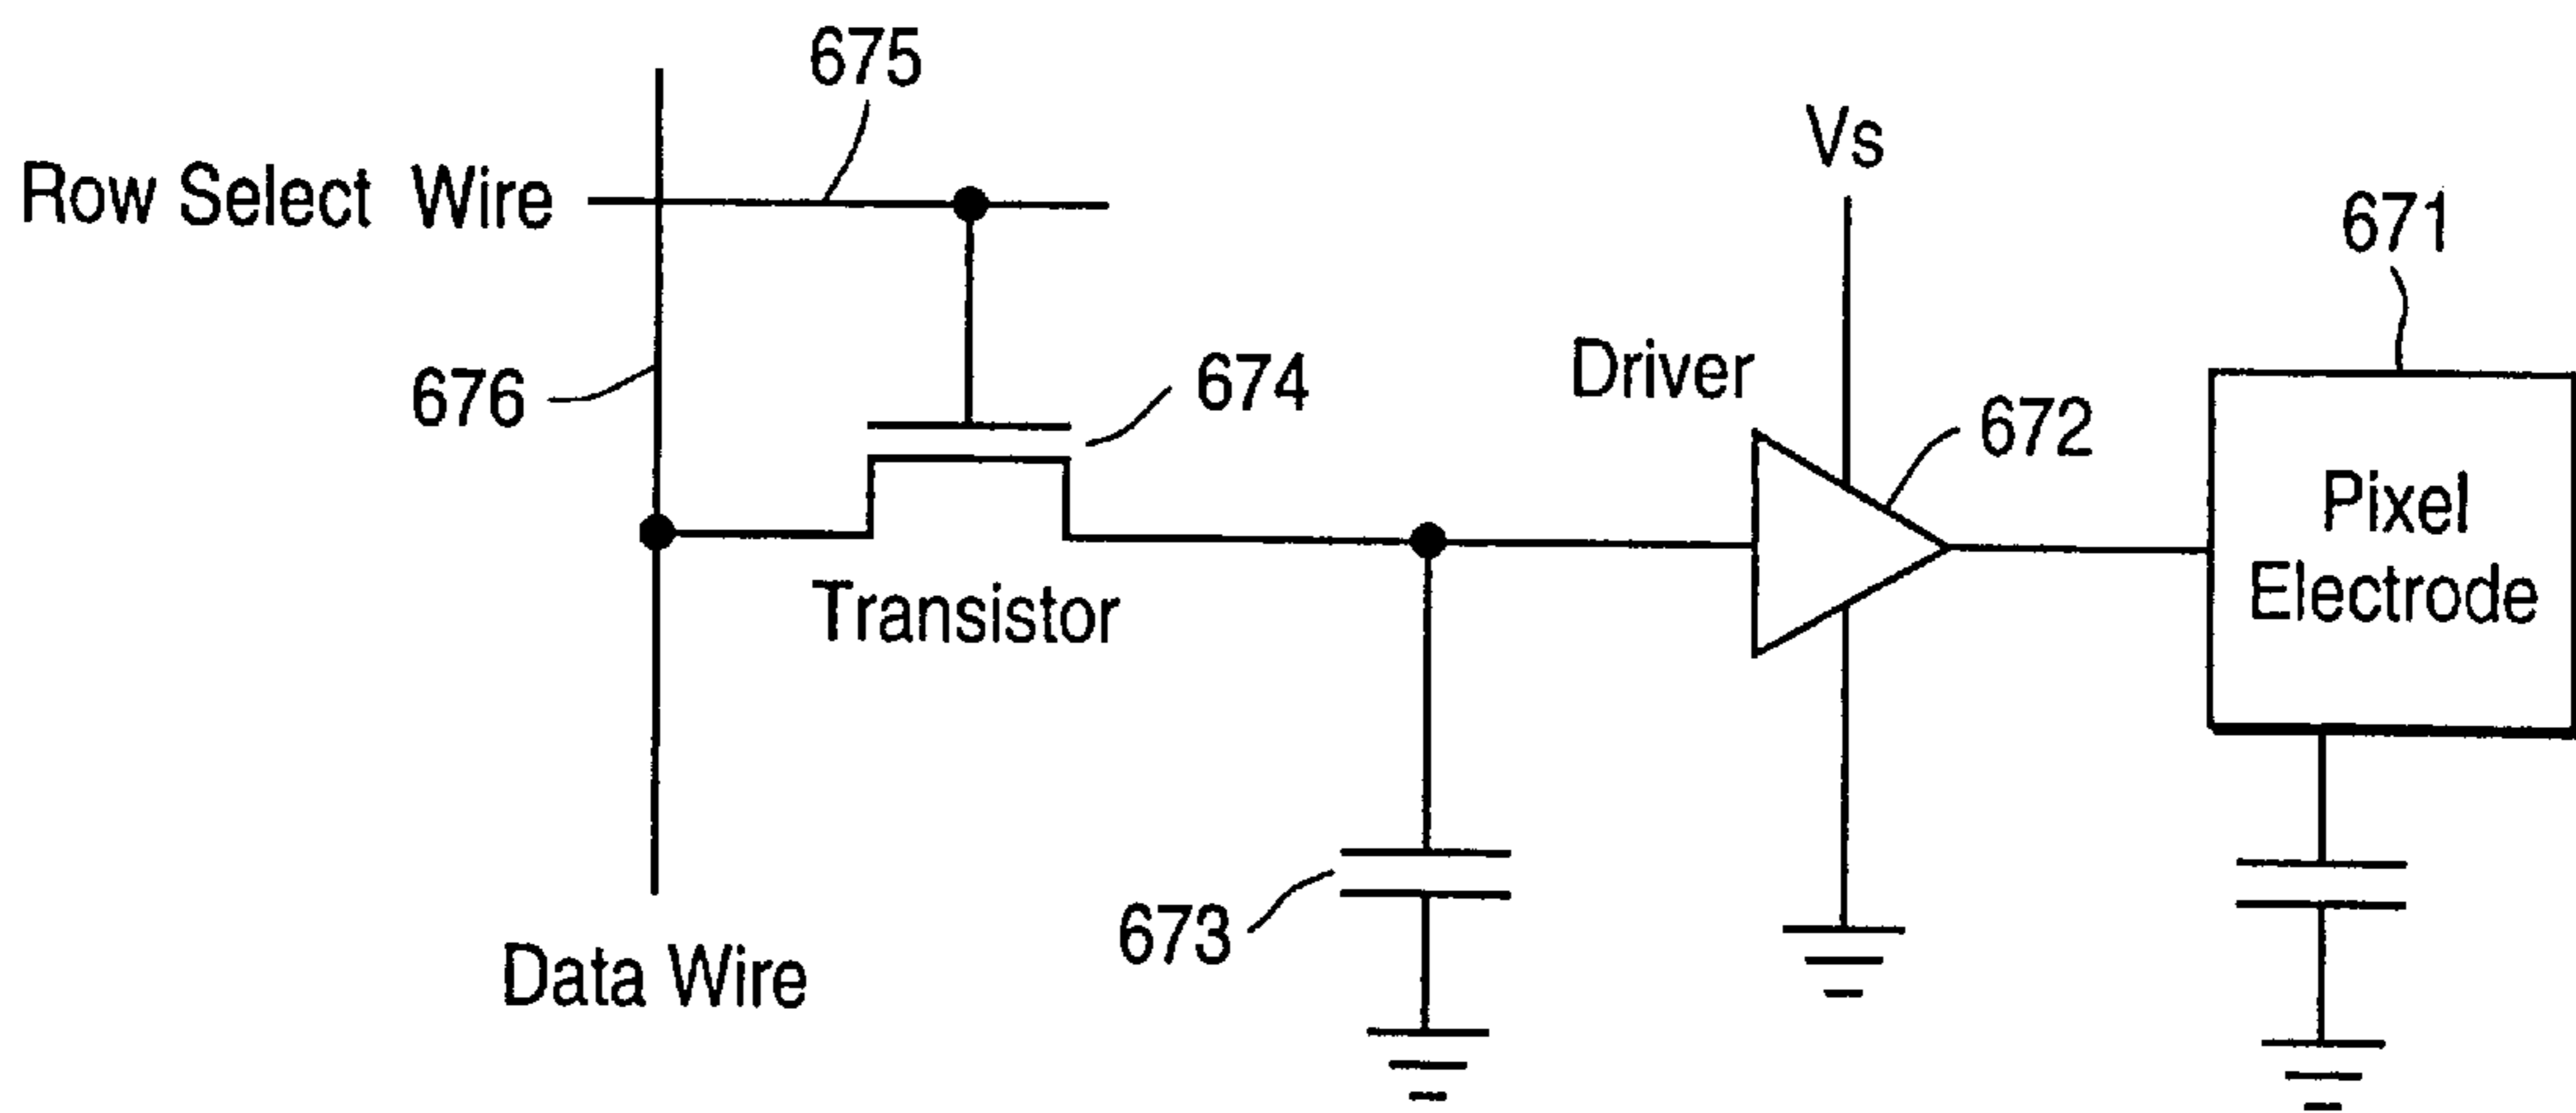 675
Row Select Wire
Vs
671
676
674
Driver
672
Pixel
Electrode
Transistor
673
Data Wire